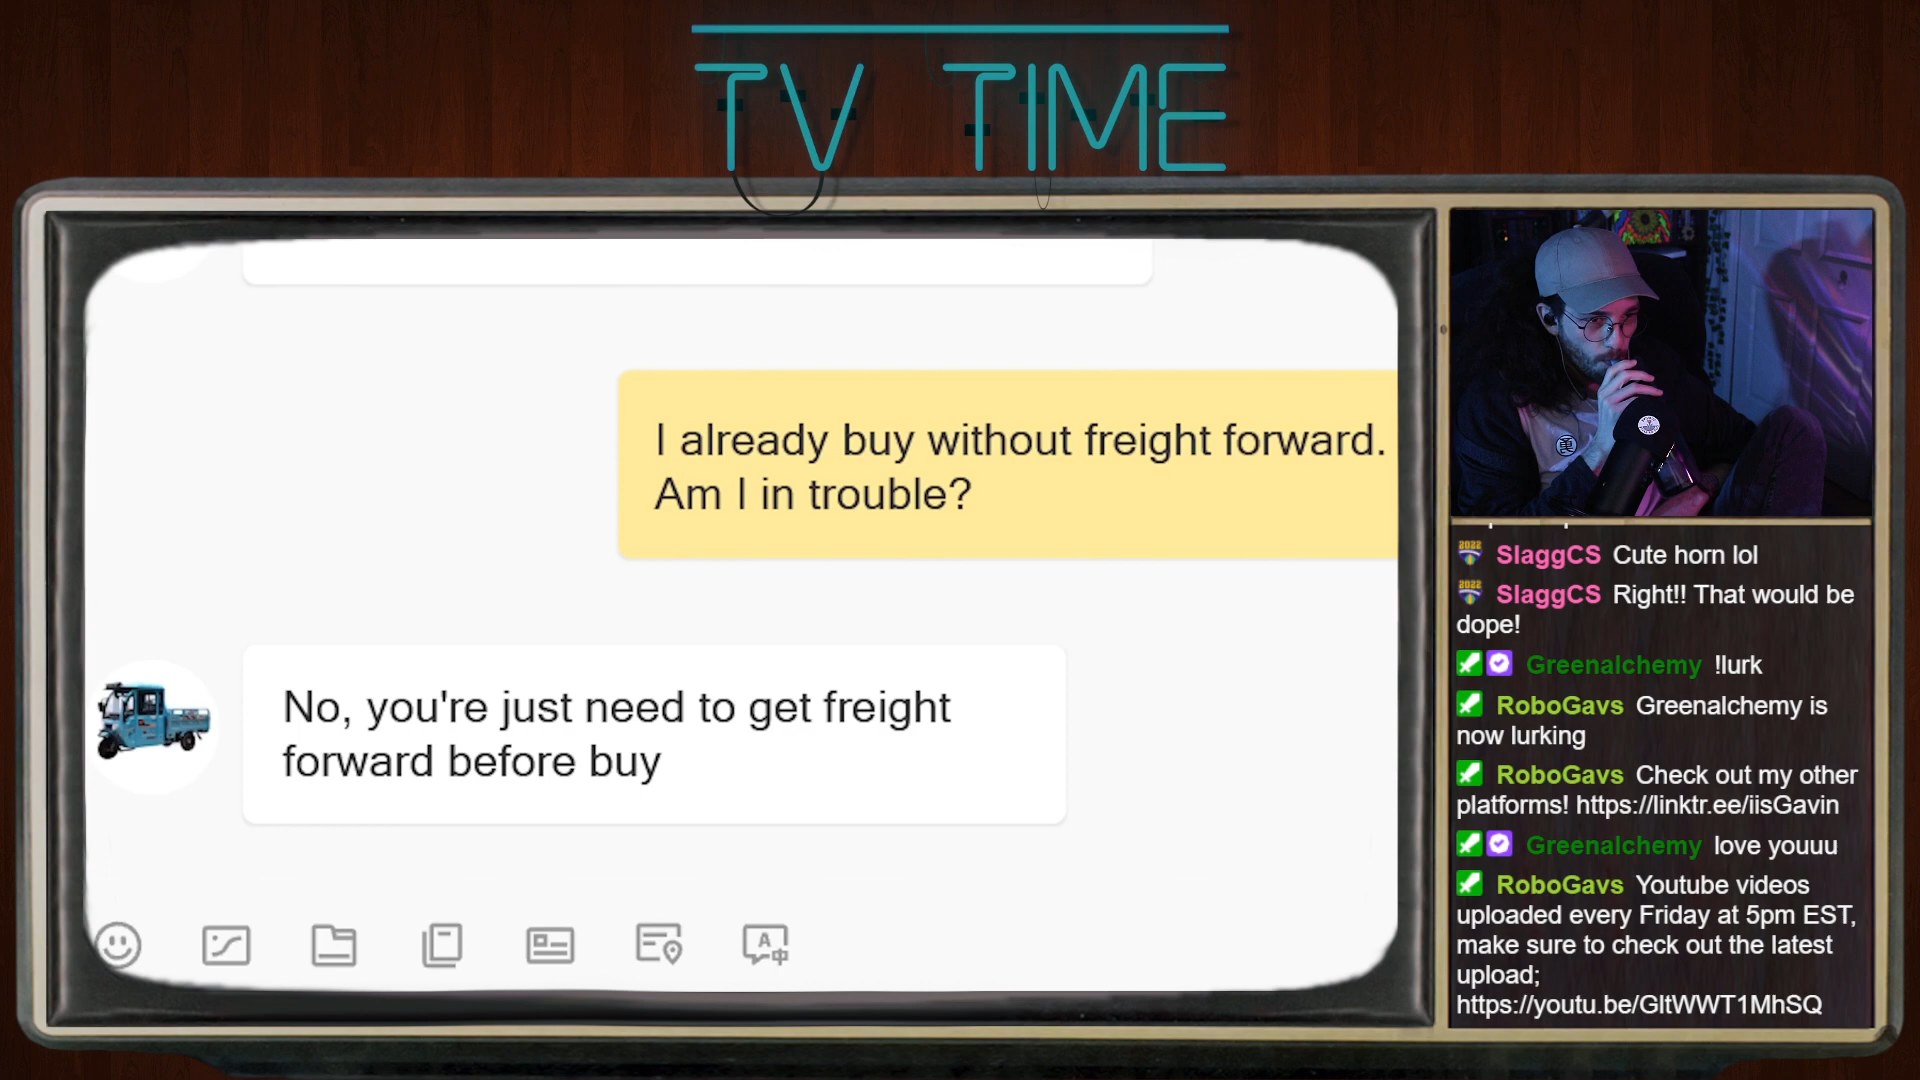 TV TIME
I already buy without freight forward.
Am I in trouble?
No, you're just need to get freight
forward before buy
SlaggCS Cute horn lol
SlaggCS Right!! That would be
dope!
Greenalchemy !lurk
RoboGavs Greenalchemy is
now lurking
RoboGavs Check out my other
platforms! https://linktr.ee/iisGavin
Greenalchemy love youuu
RoboGavs Youtube videos
uploaded every Friday at 5pm EST,
make sure to check out the latest
upload;
https://youtu.be/GltWWT1MhSQ